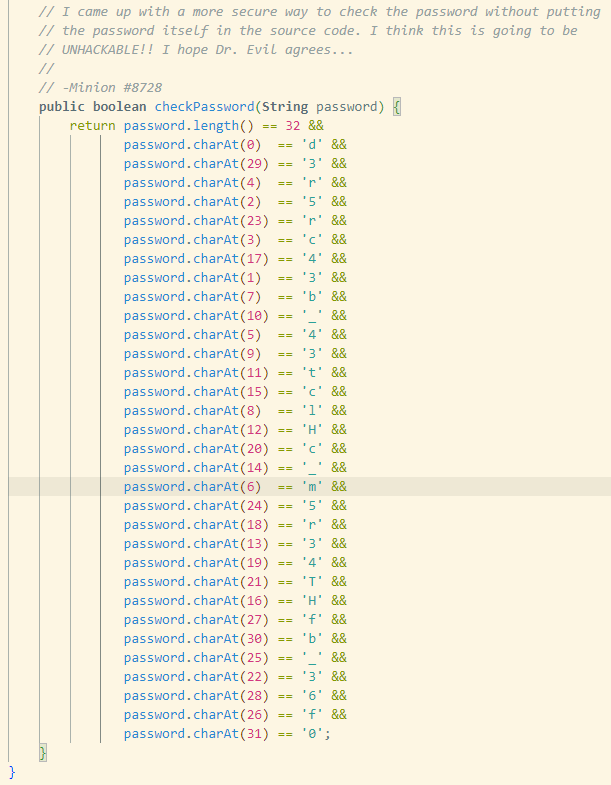 // I came up with a more secure way to check the password without putting
// the password itself in the source code. I think this is going to be
// UNHACKABLE!! I hope Dr. Evil agrees...
//
// -Minion #8728
public boolean checkPassword(String password) {
return password.length() == 32 &&
password.charAt(0)  == 'd' &&
password.charAt(29) == '3' &&
password.charAt(4)  == 'r' &&
password.charAt(2)  == '5' &&
password.charAt(23) == 'r' &&
password.charAt(3)  == 'c' &&
password.charAt(17) == '4' &&
password.charAt(1)  == '3' &&
password.charAt(7)  == 'b' &&
password.charAt(10) == '_' &&
password.charAt(5)  == '4' &&
password.charAt(9)  == '3' &&
password.charAt(11) == 't' &&
password.charAt(15) == 'c' &&
password.charAt(8)  == 'l' &&
password.charAt(12) == 'H' &&
password.charAt(20) == 'c' &&
password.charAt(14) == '_' &&
password.charAt(6)  == 'm' &&
password.charAt(24) == '5' &&
password.charAt(18) == 'r' &&
password.charAt(13) == '3' &&
password.charAt(19) == '4' &&
password.charAt(21) == 'T' &&
password.charAt(16) == 'H' &&
password.charAt(27) == 'f' &&
password.charAt(30) == 'b' &&
password.charAt(25) == '_' &&
password.charAt(22) == '3' &&
password.charAt(28) == '6' &&
password.charAt(26) == 'f' &&
password.charAt(31) == '0';
}
}